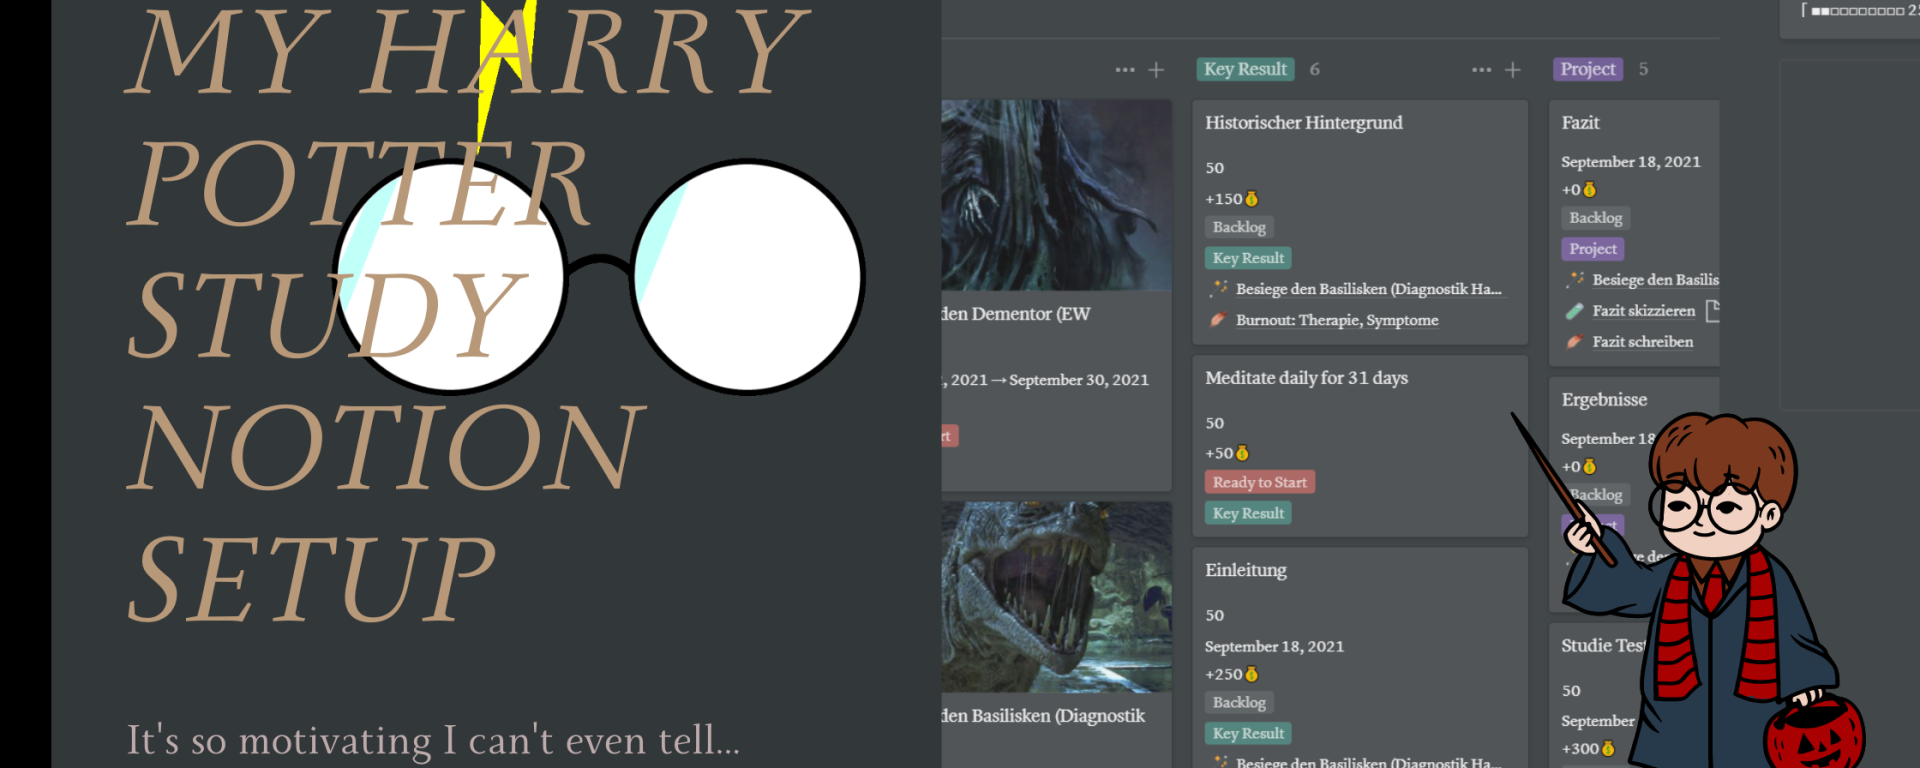 MY HARRY
POTTER
STUDY
NOTION
SETUP
It's so motivating I can't even tell...
den Dementor (EW
, 2021 → September 30, 2021
rt
den Basilisken (Diagnostik
Key Result 6
Historischer Hintergrund
50
+150
Backlog
Key Result
Besiege den Basilisken (Diagnostik Ha...
Burnout: Therapie, Symptome
Meditate daily for 31 days
50
+50
Ready to Start
Key Result
Einleitung
50
September 18, 2021
+250
Backlog
Key Result
Besiege den Basilisken (Diagnostik Ha...
Project 5
Fazit
September 18, 2021
+0
Backlog
Project
Besiege den Basilis
Fazit skizzieren
Fazit schreiben
Ergebnisse
September 18
+0
Backlog
Studie Test
50
September
+300